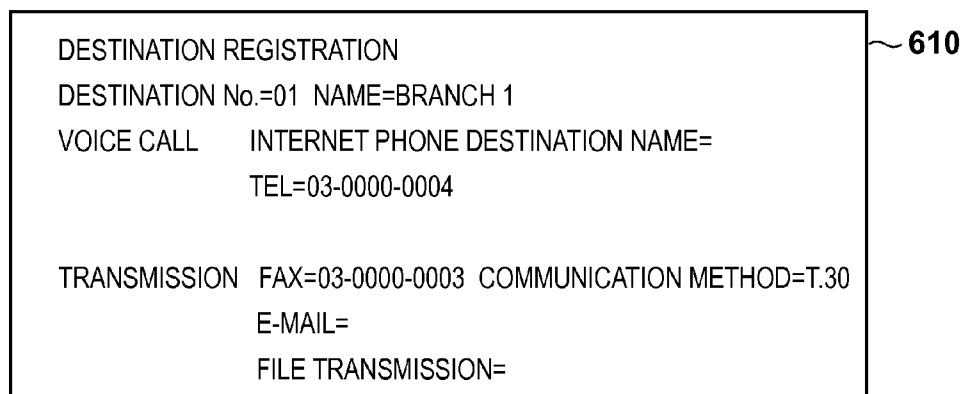 DESTINATION REGISTRATION
610
DESTINATION No.=01 NAME=BRANCH 1
VOICE CALL INTERNET PHONE DESTINATION NAME=
TEL=03-0000-0004
TRANSMISSION FAX=03-0000-0003 COMMUNICATION METHOD=T.30
E-MAIL=
FILE TRANSMISSION=